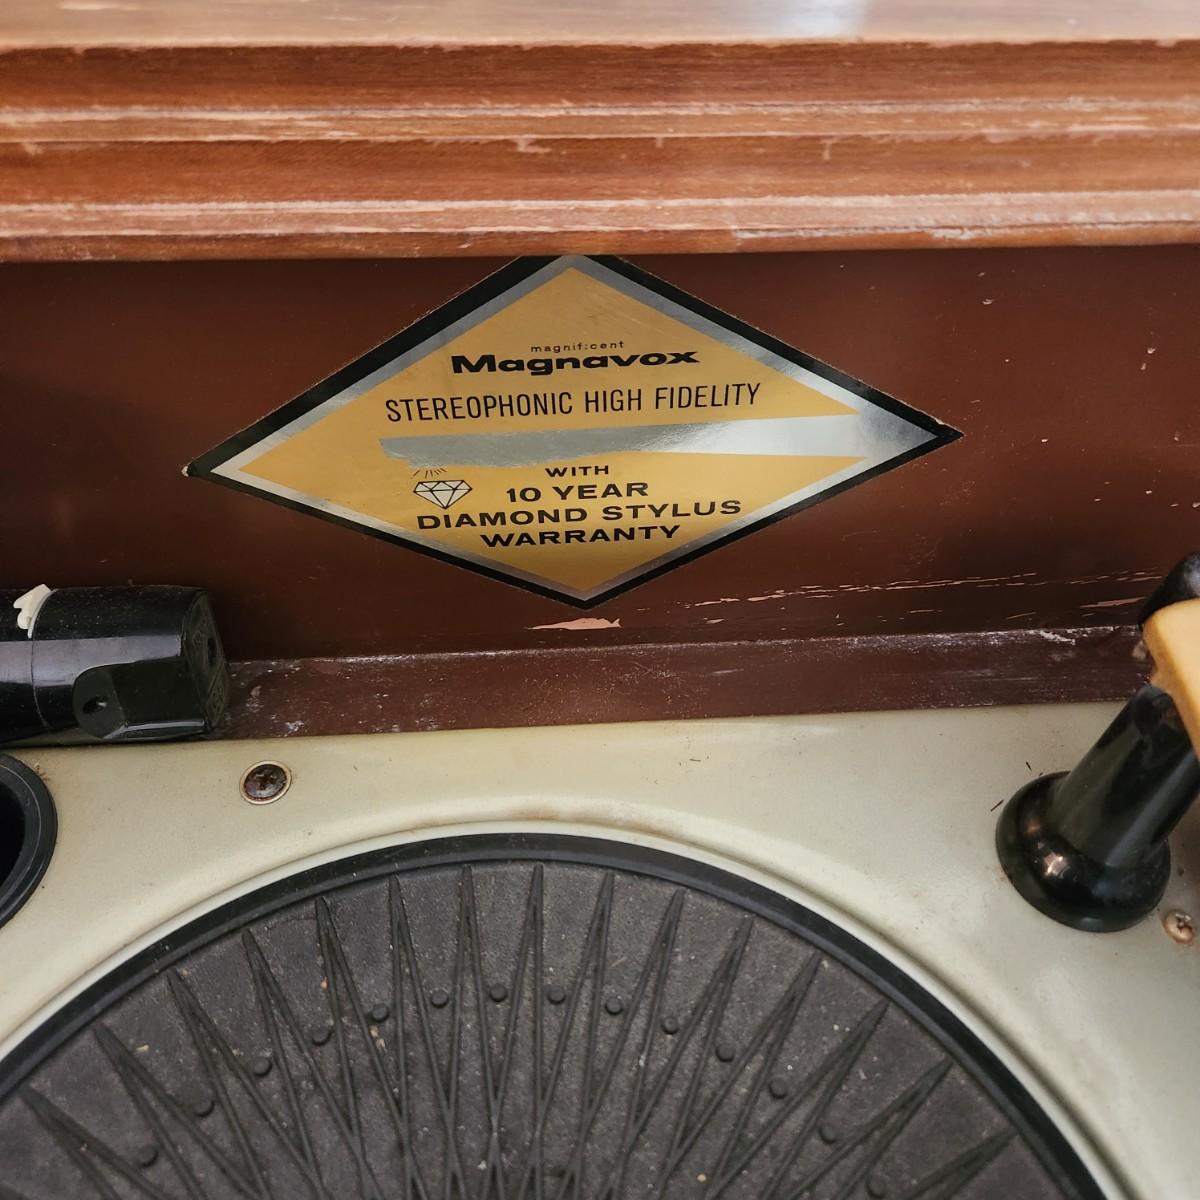 magnificent
Magnavox
STEREOPHONIC HIGH FIDELITY
WITH
10 YEAR
DIAMOND STYLUS
WARRANTY